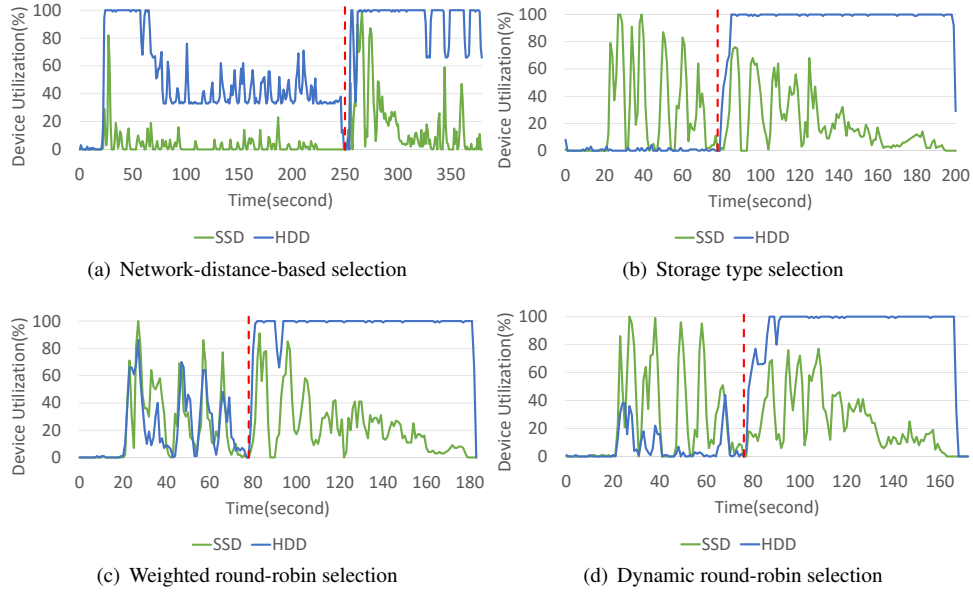 Device Utilization(%)
100
80
60
40
20
0
0 50 100 150 200 250 300 350
Time(second)
SSD HDD
(a) Network-distance-based selection
Device Utilization(%)
100
80
60
40
20
0
0 20 40 60 80 100 120 140 160 180 200
Time(second)
SSD HDD
(b) Storage type selection
Device Utilization(%)
100
80
60
40
20
0
0 20 40 60 80 100 120 140 160 180
Time(second)
SSD HDD
(c) Weighted round-robin selection
Device Utilization(%)
100
80
60
40
20
0
0 20 40 60 80 100 120 140 160
Time(second)
SSD HDD
(d) Dynamic round-robin selection